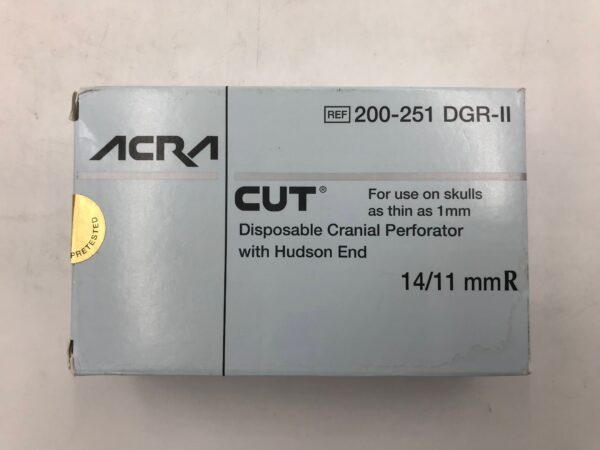 REF 200-251 DGR-II
ACRA
CUT®
For use on skulls
as thin as 1mm
Disposable Cranial Perforator
with Hudson End
14/11 mmR
PRETESTED